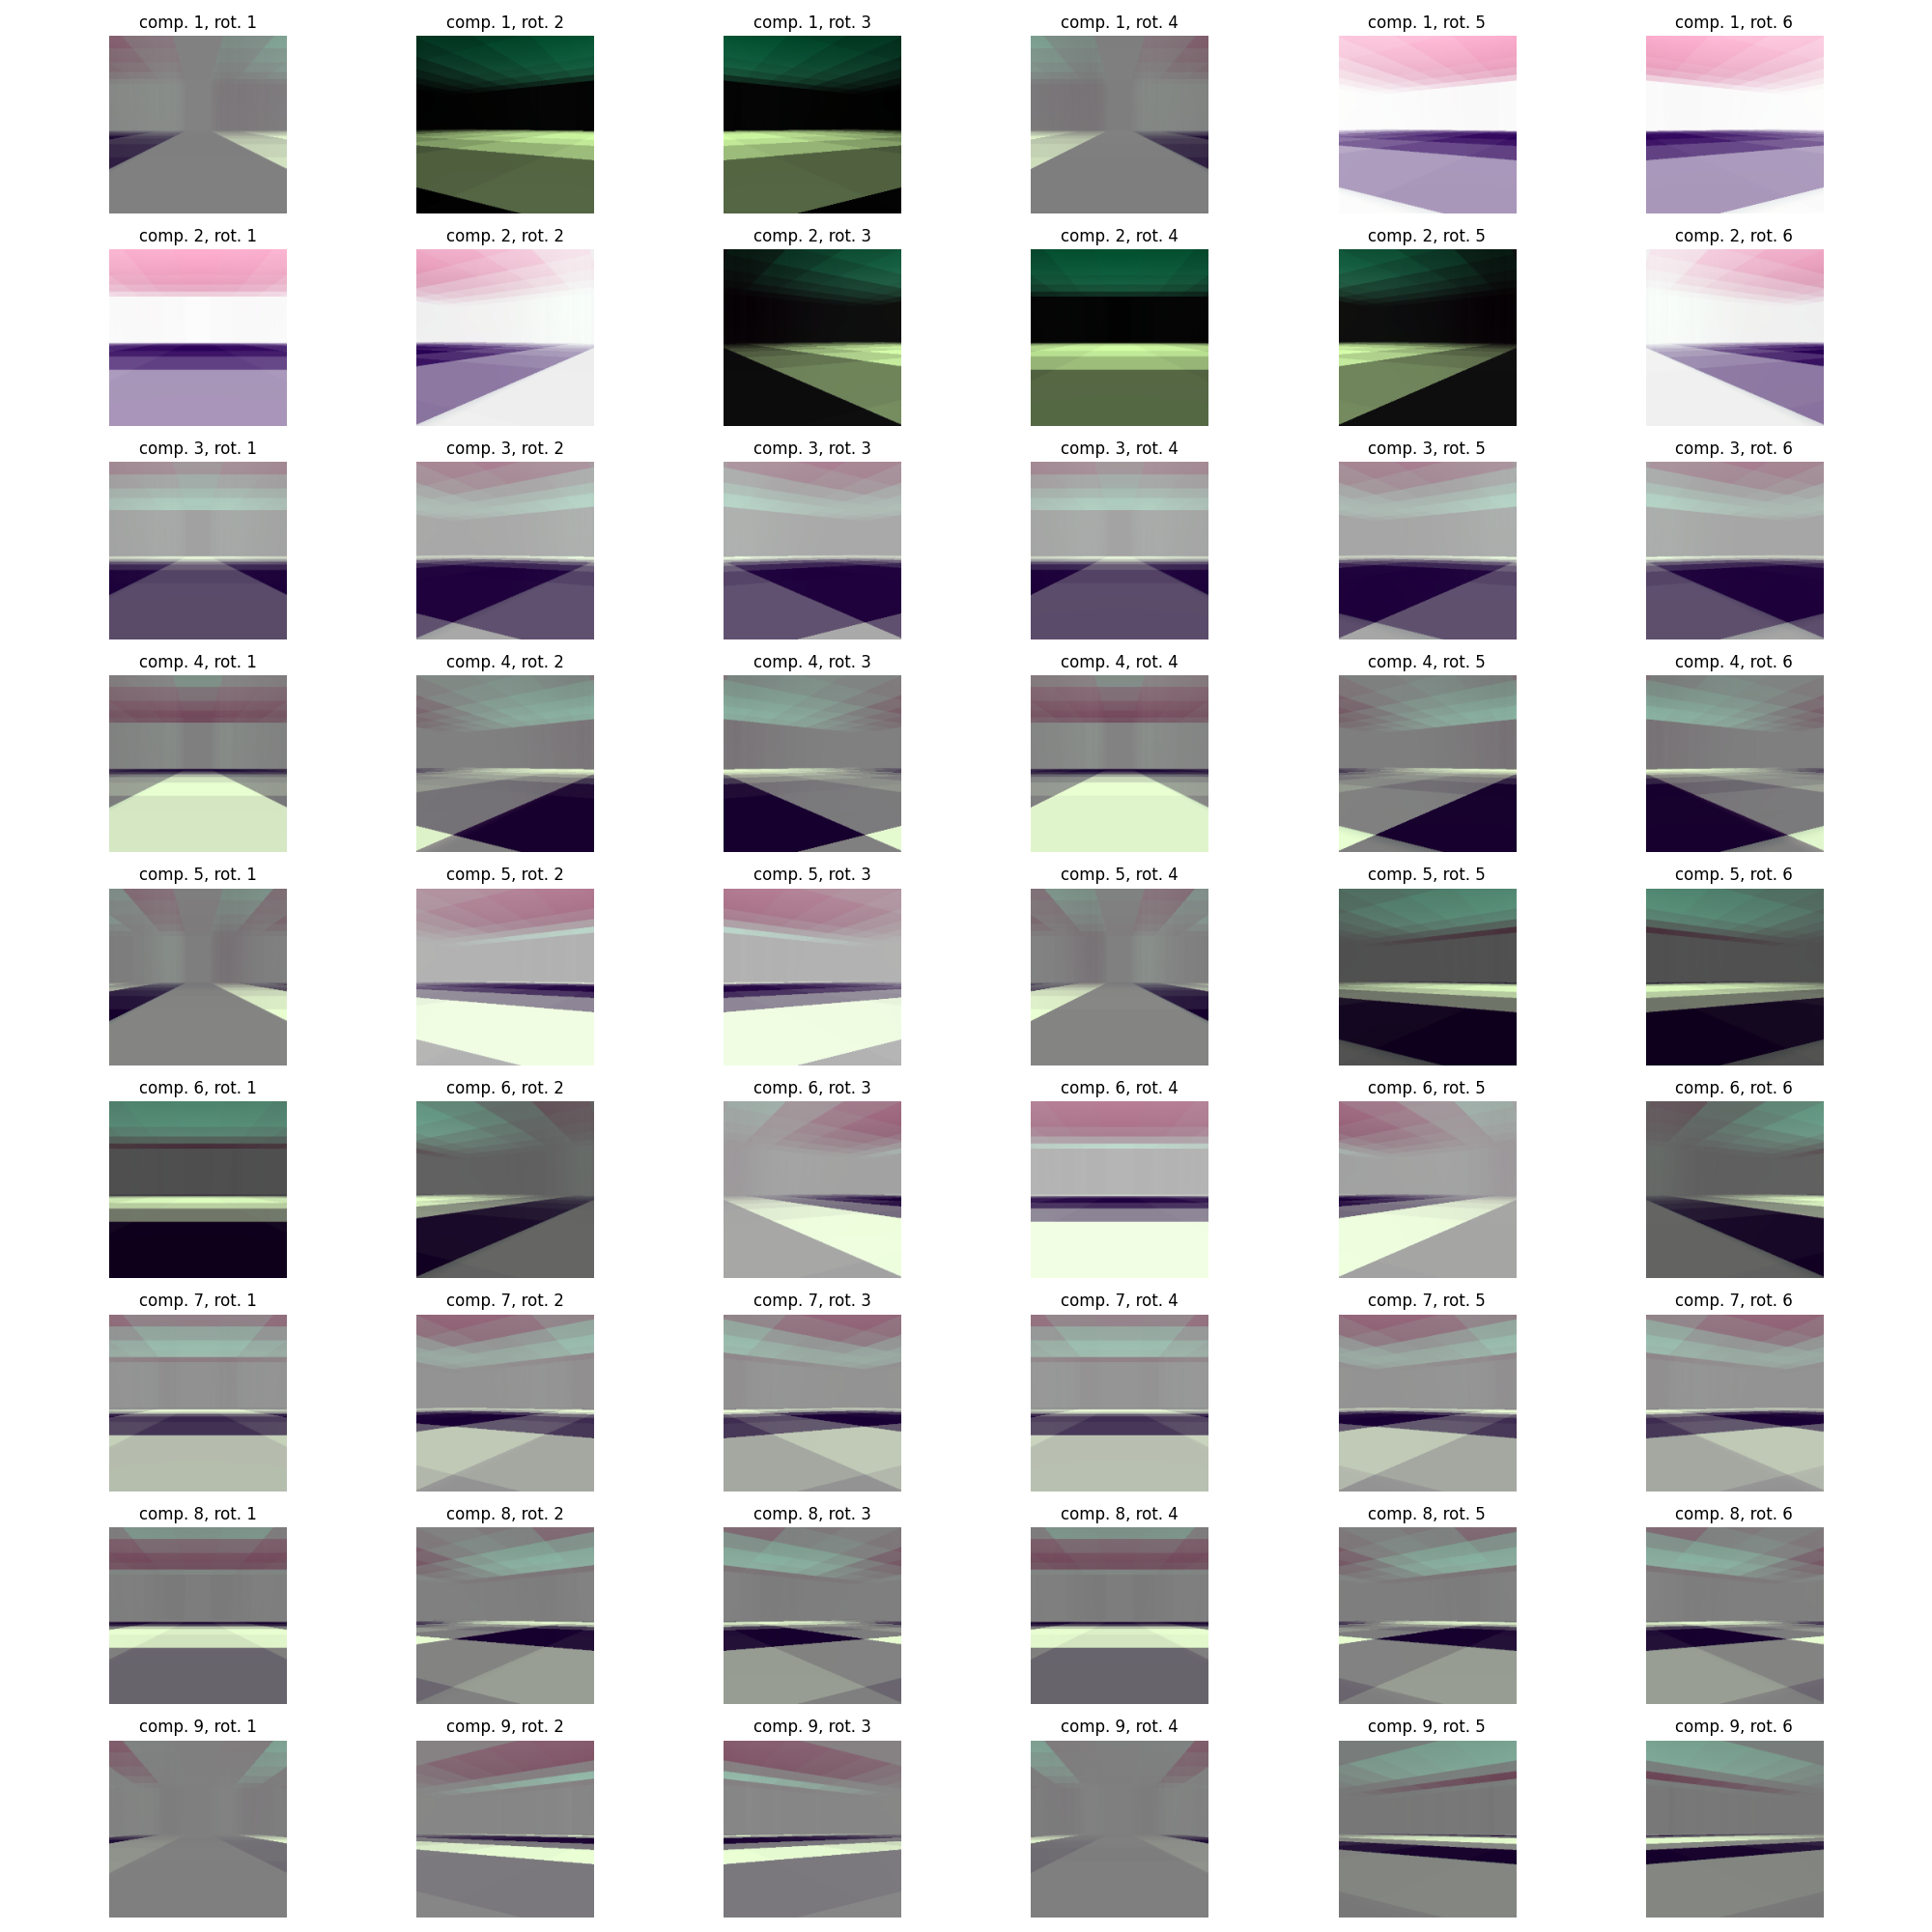 comp. 1, rot. 1 comp. 1, rot. 2 comp. 1, rot. 3 comp. 1, rot. 4 comp. 1, rot. 5 comp. 1, rot. 6
comp. 2, rot. 1 comp. 2, rot. 2 comp. 2, rot. 3 comp. 2, rot. 4 comp. 2, rot. 5 comp. 2, rot. 6
comp. 3, rot. 1 comp. 3, rot. 2 comp. 3, rot. 3 comp. 3, rot. 4 comp. 3, rot. 5 comp. 3, rot. 6
comp. 4, rot. 1 comp. 4, rot. 2 comp. 4, rot. 3 comp. 4, rot. 4 comp. 4, rot. 5 comp. 4, rot. 6
comp. 5, rot. 1 comp. 5, rot. 2 comp. 5, rot. 3 comp. 5, rot. 4 comp. 5, rot. 5 comp. 5, rot. 6
comp. 6, rot. 1 comp. 6, rot. 2 comp. 6, rot. 3 comp. 6, rot. 4 comp. 6, rot. 5 comp. 6, rot. 6
comp. 7, rot. 1 comp. 7, rot. 2 comp. 7, rot. 3 comp. 7, rot. 4 comp. 7, rot. 5 comp. 7, rot. 6
comp. 8, rot. 1 comp. 8, rot. 2 comp. 8, rot. 3 comp. 8, rot. 4 comp. 8, rot. 5 comp. 8, rot. 6
comp. 9, rot. 1 comp. 9, rot. 2 comp. 9, rot. 3 comp. 9, rot. 4 comp. 9, rot. 5 comp. 9, rot. 6